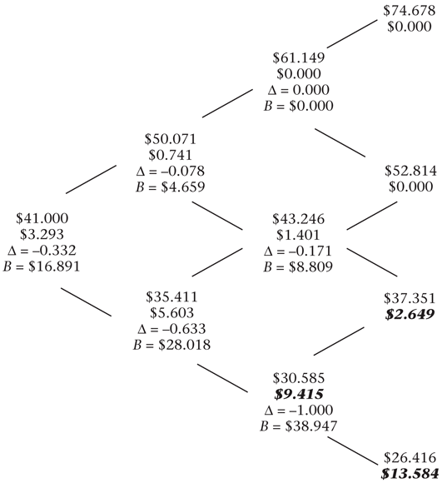 $74.678
$0.000
$61.149
$0.000
Δ = 0.000
B = $0.000
$50.071
$0.741
Δ = –0.078
B = $4.659
$52.814
$0.000
$41.000
$3.293
Δ = –0.332
B = $16.891
$43.246
$1.401
Δ = –0.171
B = $8.809
$35.411
$5.603
Δ = –0.633
B = $28.018
$37.351
$2.649
$30.585
$9.415
Δ = –1.000
B = $38.947
$26.416
$13.584